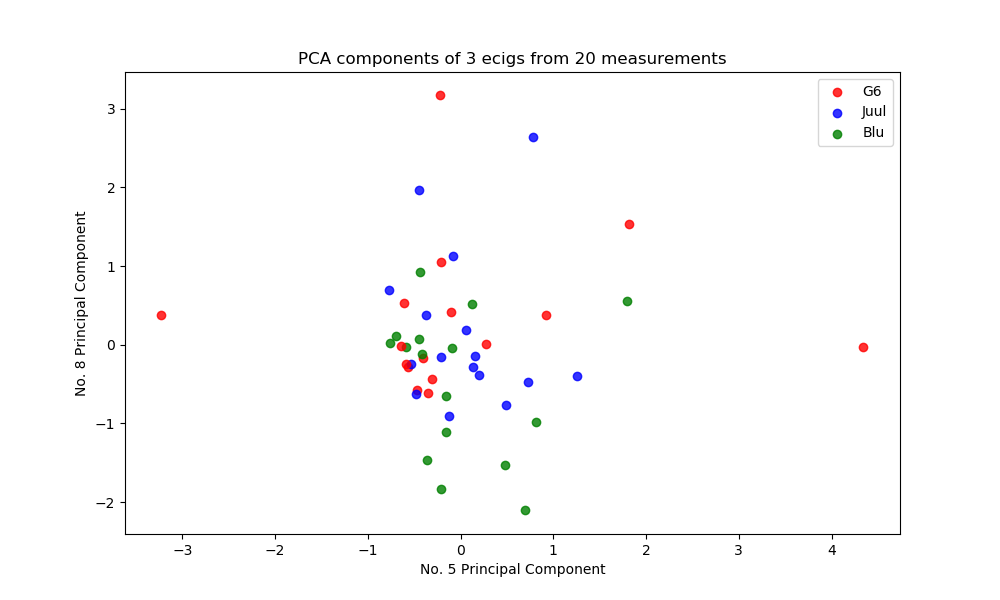 PCA components of 3 ecigs from 20 measurements
G6
Juul
Blu
3
2
1
0
−1
−2
No. 8 Principal Component
−3
−2
−1
0
1
2
3
4
No. 5 Principal Component